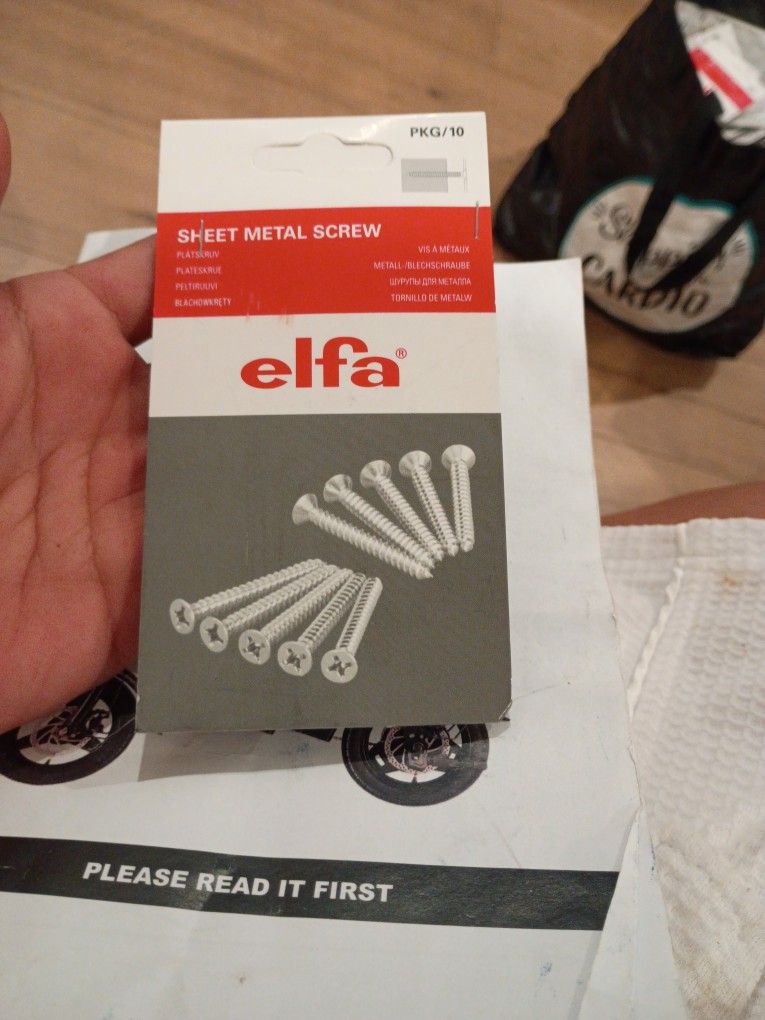 PKG/10
SHEET METAL SCREW
PLÅTSKRUV
PLATESKRUE
PELTIRUUVI
BLACHOWKRĘTY
VIS À MÉTAUX
METALL-/BLECHSCHRAUBE
ШУРУПЫ ДЛЯ МЕТАЛЛА
TORNILLO DE METALW
elfa®
CARDIO
PLEASE READ IT FIRST